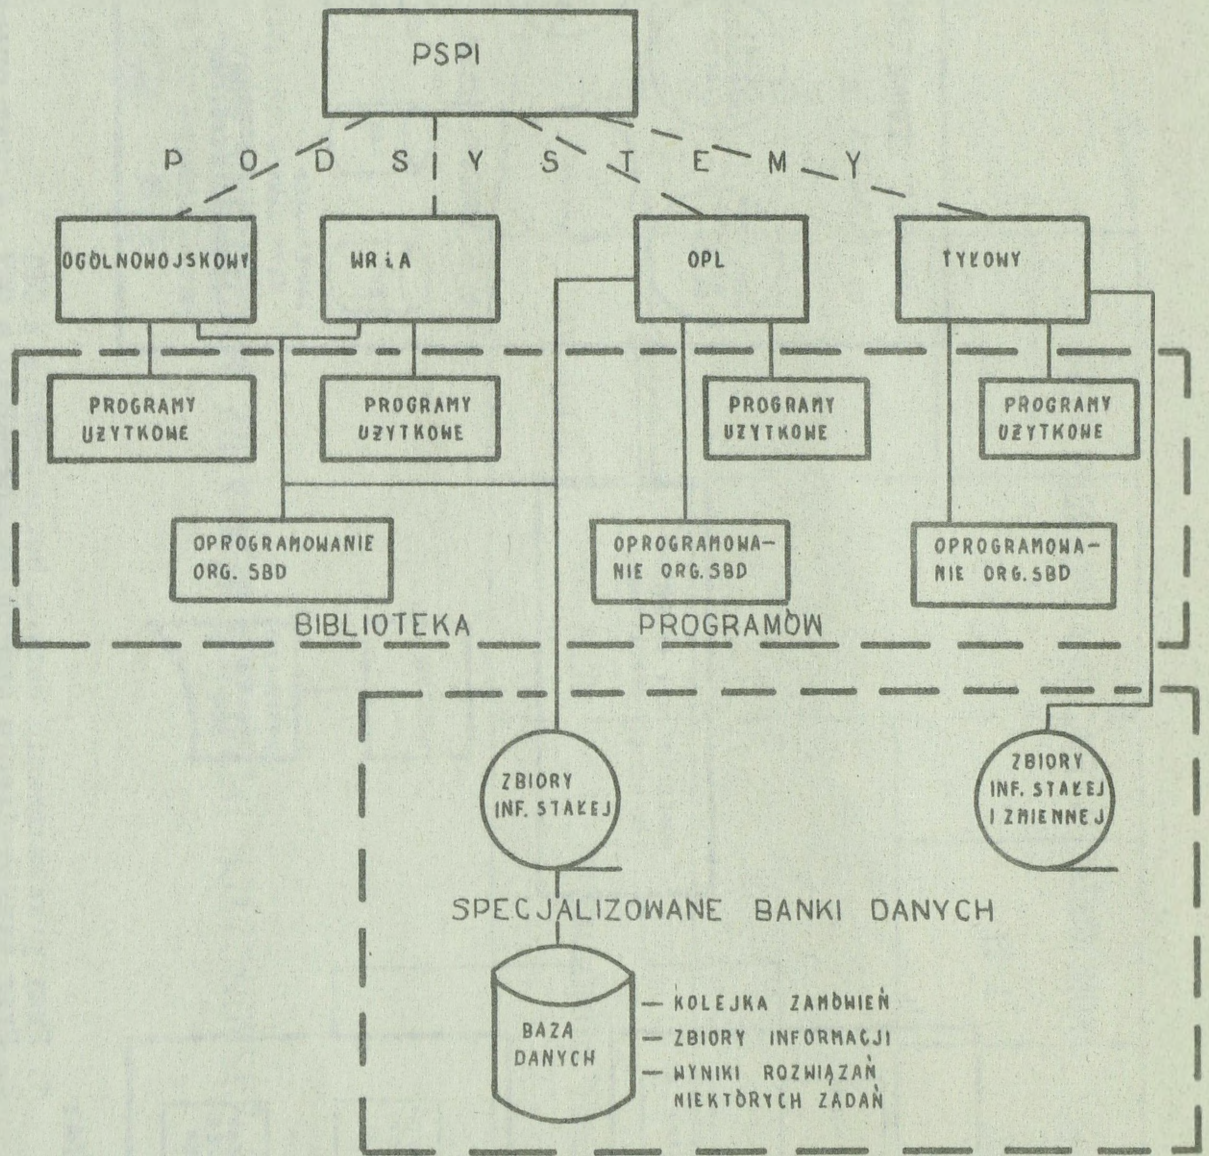 PSPI
PODSYSTEMY
OGÓLNOWOJSKOWY
WRiA
OPL
TYŁOWY
PROGRAMY
UŻYTKOWE
PROGRAMY
UŻYTKOWE
PROGRAMY
UŻYTKOWE
PROGRAMY
UŻYTKOWE
OPROGRAMOWANIE
ORG. SBD
OPROGRAMOWA-
NIE ORG. SBD
OPROGRAMOWA-
NIE ORG. SBD
BIBLIOTEKA PROGRAMÓW
ZBIORY
INF. STAŁEJ
ZBIORY
INF. STAŁEJ
I ZMIENNEJ
SPECJALIZOWANE BANKI DANYCH
BAZA
DANYCH
— KOLEJKA ZAMÓWIEŃ
— ZBIORY INFORMACJI
— WYNIKI ROZWIĄZAŃ
NIEKTÓRYCH ZADAŃ